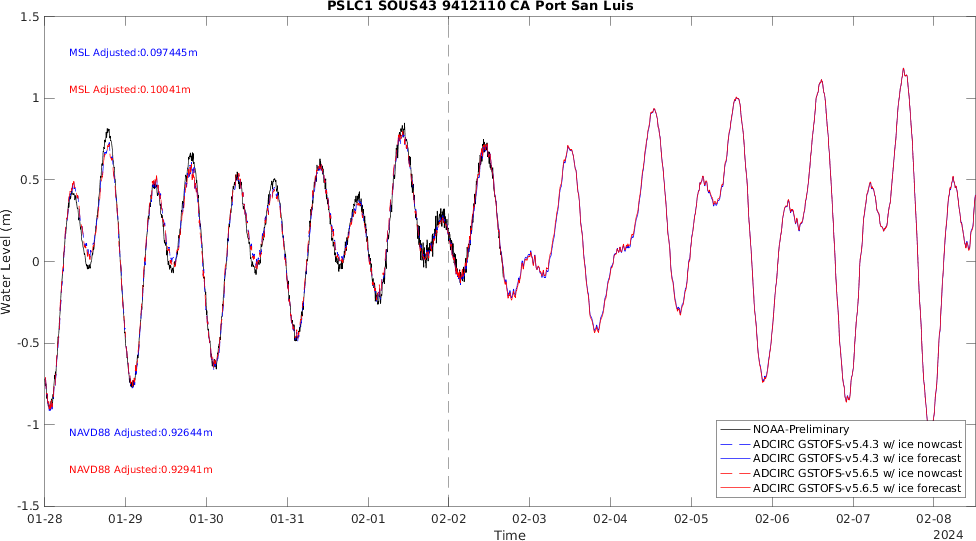 PSLC1 SOUS43 9412110 CA Port San Luis
1.5
1
0.5
0
-0.5
-1
-1.5
Water Level (m)
MSL Adjusted:0.097445m
MSL Adjusted:0.10041m
NAVD88 Adjusted:0.92644m
NAVD88 Adjusted:0.92941m
NOAA-Preliminary
ADCIRC GSTOFS-v5.4.3 w/ ice nowcast
ADCIRC GSTOFS-v5.4.3 w/ ice forecast
ADCIRC GSTOFS-v5.6.5 w/ ice nowcast
ADCIRC GSTOFS-v5.6.5 w/ ice forecast
01-28 01-29 01-30 01-31 02-01 02-02 02-03 02-04 02-05 02-06 02-07 02-08
Time
2024